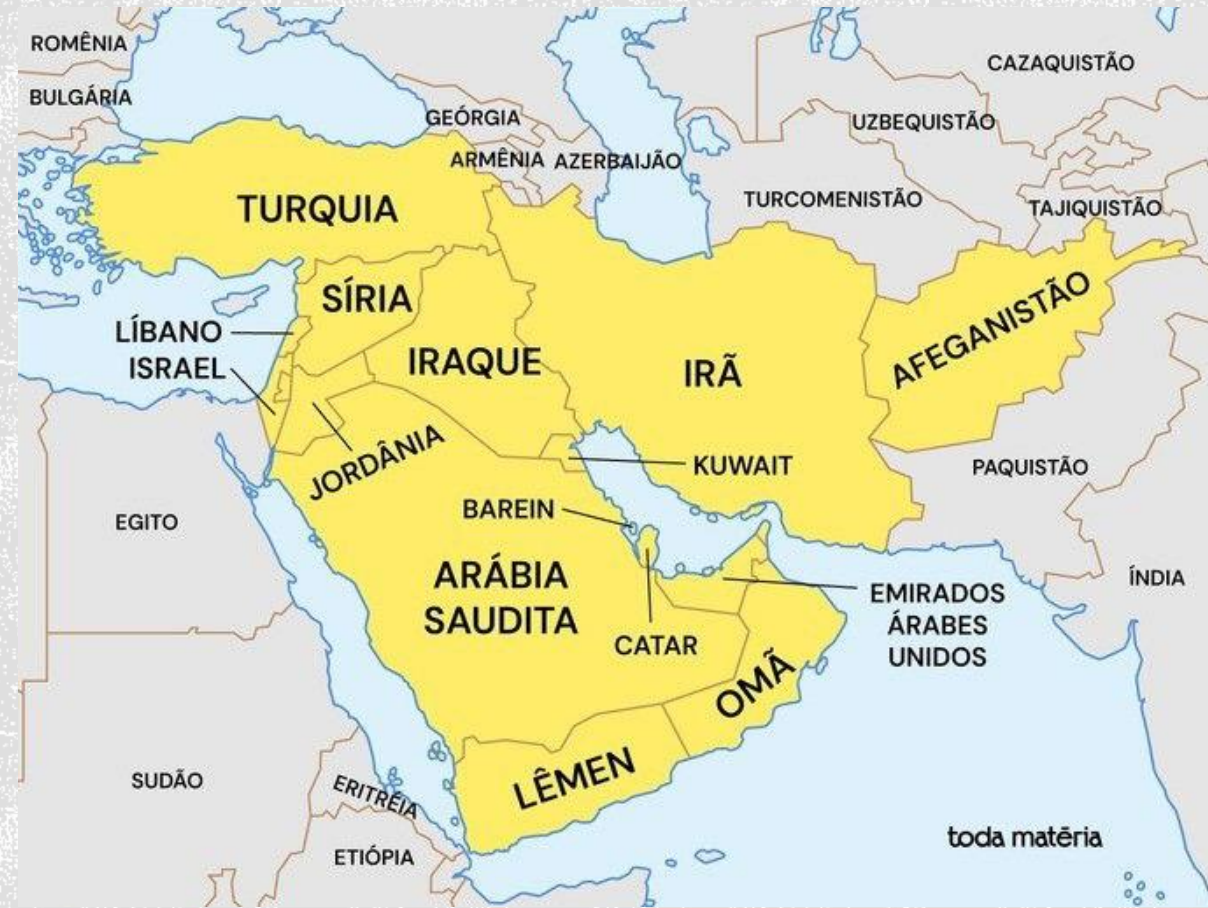 ROMÊNIA
BULGÁRIA
GEÓRGIA
ARMÊNIA
AZERBAIJÃO
CAZAQUISTÃO
UZBEQUISTÃO
TURCOMENISTÃO
TAJIQUISTÃO
TURQUIA
SÍRIA
LÍBANO
ISRAEL
IRAQUE
IRÃ
AFEGANISTÃO
JORDÂNIA
KUWAIT
PAQUISTÃO
BAREIN
EGITO
ARÁBIA
SAUDITA
CATAR
EMIRADOS
ÁRABES
UNIDOS
ÍNDIA
OMÃ
LÊMEN
SUDÃO
ERITRÉIA
ETIÓPIA
toda matéria